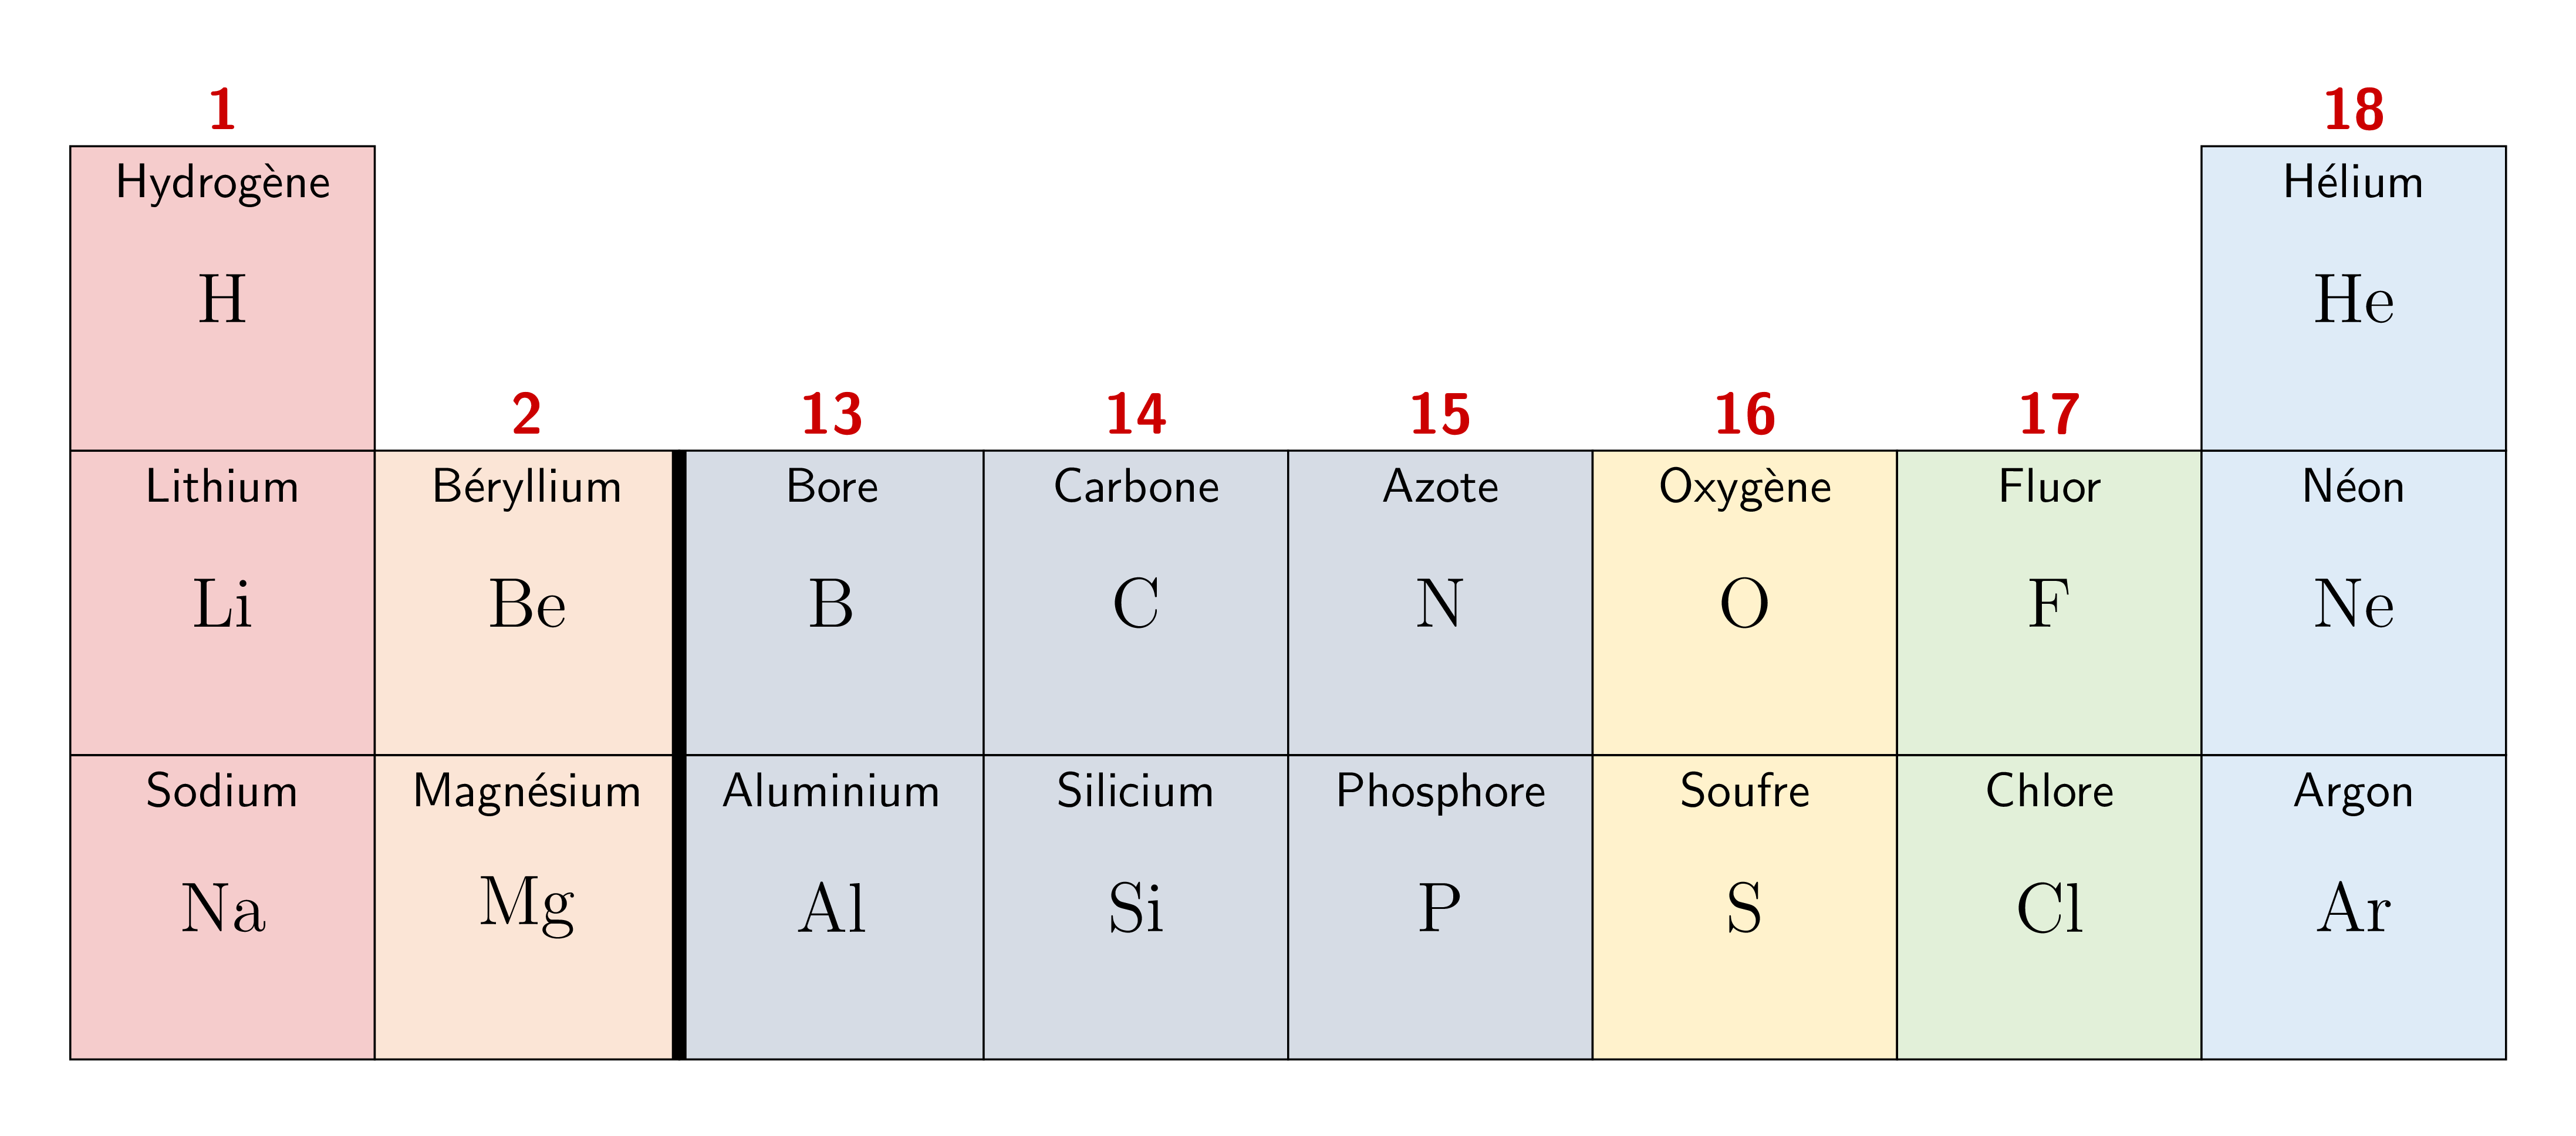 1 18
Hydrogène Hélium
H He
2 13 14 15 16 17
Lithium Béryllium Bore Carbone Azote Oxygène Fluor Néon
Li Be B C N O F Ne
Sodium Magnésium Aluminium Silicium Phosphore Soufre Chlore Argon
Na Mg Al Si P S Cl Ar